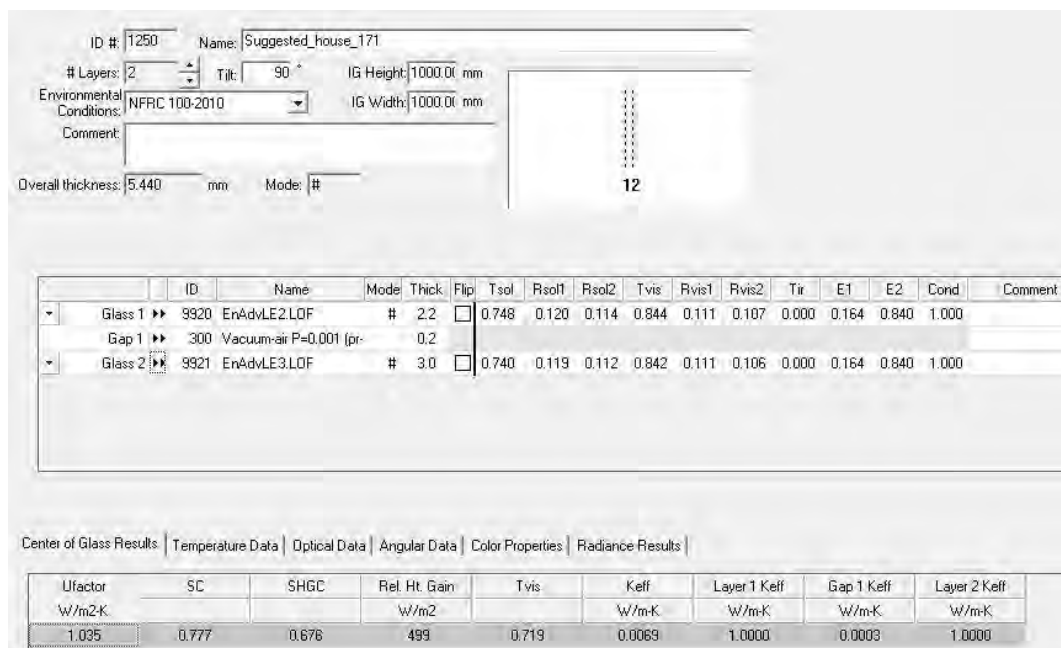 ID #: 1250 Name: Suggested_house_171
# Layers: 2 Tilt: 90 ° IG Height: 1000.0( mm
Environmental Conditions: NFRC 100-2010 IG Width: 1000.0( mm
Comment:
Overall thickness: 5.440 mm Mode: #
12
ID Name Mode Thick Flip Tsol Rsol1 Rsol2 Tvis Rvis1 Rvis2 Tir E1 E2 Cond Comment
Glass 1 9920 EnAdvLE2.LOF # 2.2 0.748 0.120 0.114 0.844 0.111 0.107 0.000 0.164 0.840 1.000
Gap 1 300 Vacuum-air P=0.001 (pr- 0.2
Glass 2 9921 EnAdvLE3.LOF # 3.0 0.740 0.119 0.112 0.842 0.111 0.106 0.000 0.164 0.840 1.000
Center of Glass Results Temperature Data Optical Data Angular Data Color Properties Radiance Results
Ufactor SC SHGC Rel. Ht. Gain Tvis Keff Layer 1 Keff Gap 1 Keff Layer 2 Keff
W/m2-K W/m2 W/m-K W/m-K W/m-K W/m-K
1.035 0.777 0.676 499 0.719 0.0069 1.0000 0.0003 1.0000